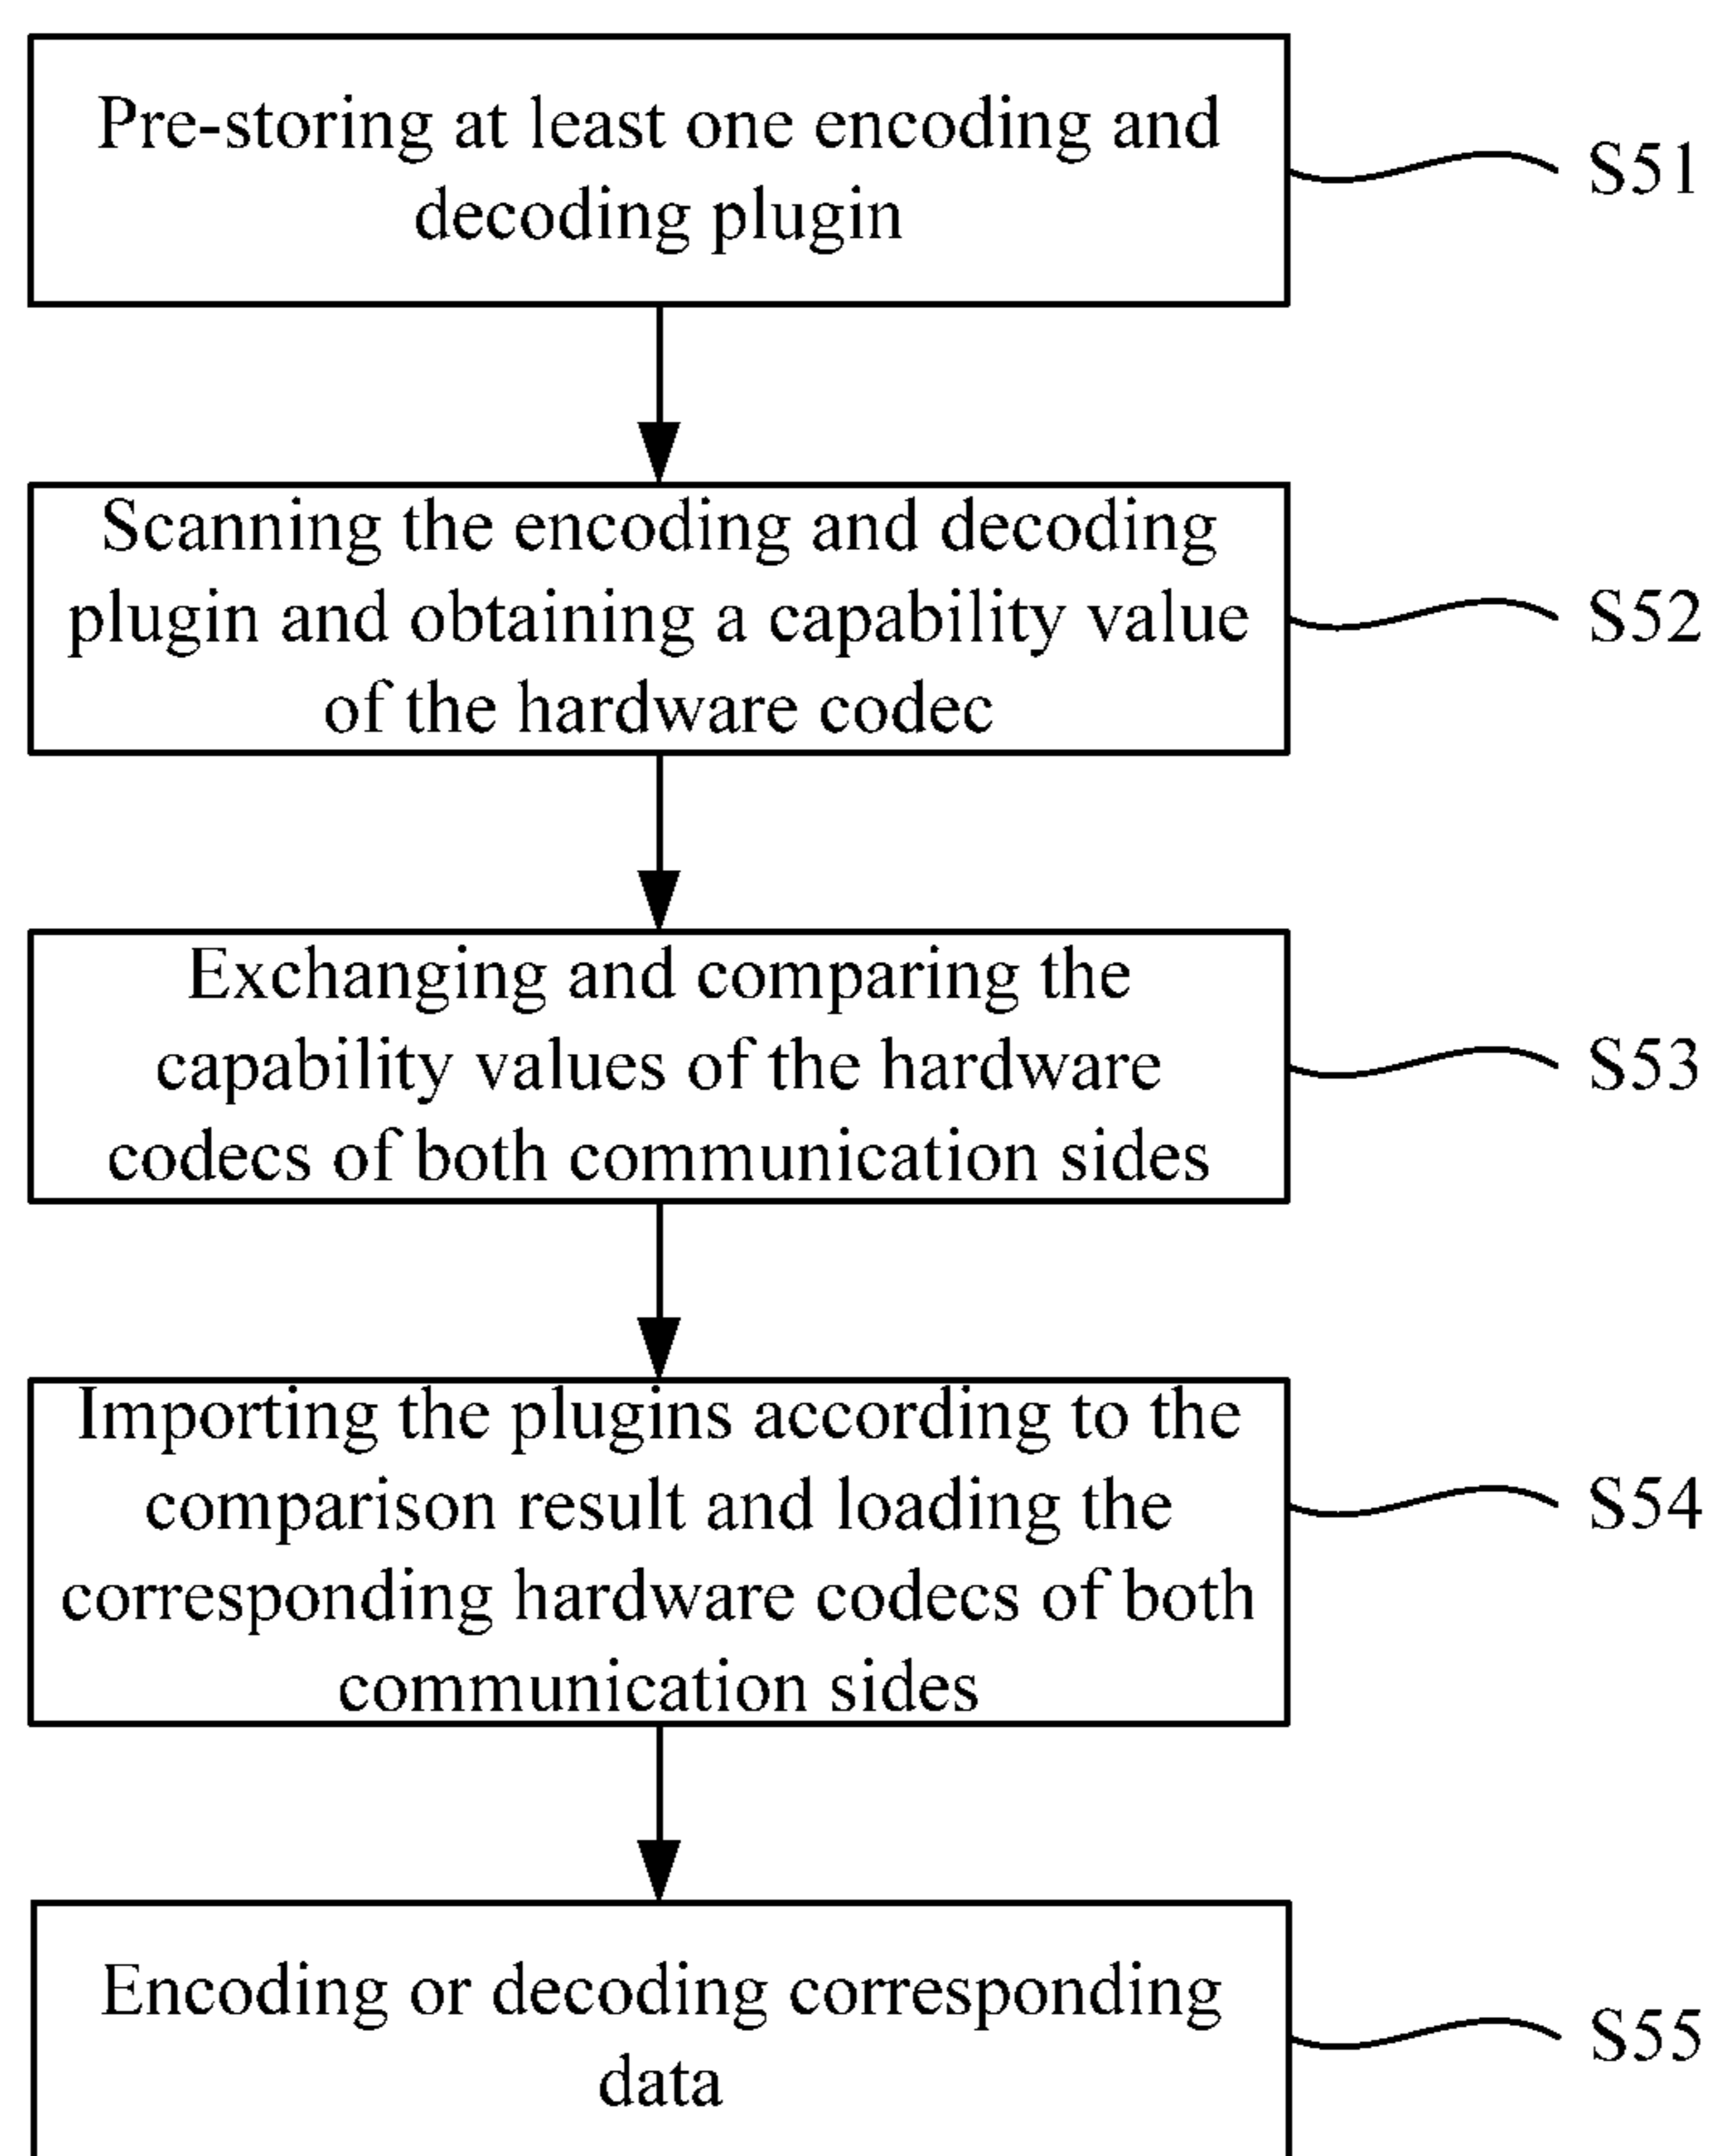 Pre-storing at least one encoding and
decoding plugin
S51
Scanning the encoding and decoding
plugin and obtaining a capability value
of the hardware codec
S52
Exchanging and comparing the
capability values of the hardware
codecs of both communication sides
S53
Importing the plugins according to the
comparison result and loading the
corresponding hardware codecs of both
communication sides
S54
Encoding or decoding corresponding
data
S55